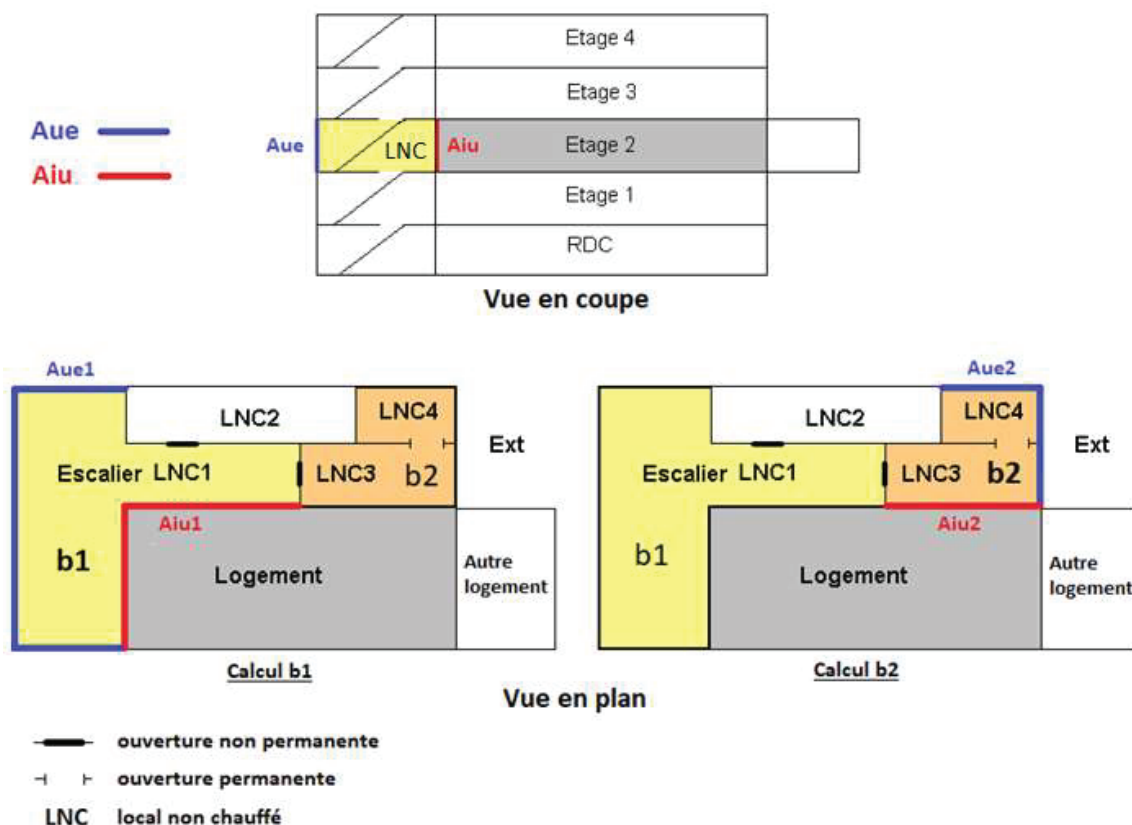 Etage 4
Etage 3
Aue
Aiu
Aue
LNC
Aiu
Etage 2
Etage 1
RDC
Vue en coupe
Aue1
LNC2
LNC4
Ext
Escalier LNC1
LNC3
b2
Aiu1
b1
Logement
Autre
logement
Calcul b1
Aue2
LNC2
LNC4
Ext
Escalier LNC1
LNC3
b2
Aiu2
b1
Logement
Autre
logement
Calcul b2
Vue en plan
ouverture non permanente
ouverture permanente
LNC local non chauffé